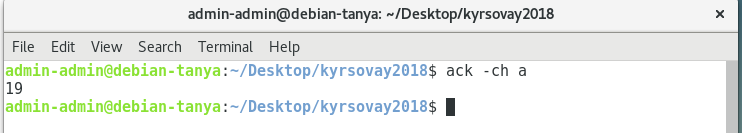 admin-admin@debian-tanya: ~/Desktop/kyrsovay2018
File Edit View Search Terminal Help
admin-admin@debian-tanya:~/Desktop/kyrsovay2018$ ack -ch a
19
admin-admin@debian-tanya:~/Desktop/kyrsovay2018$